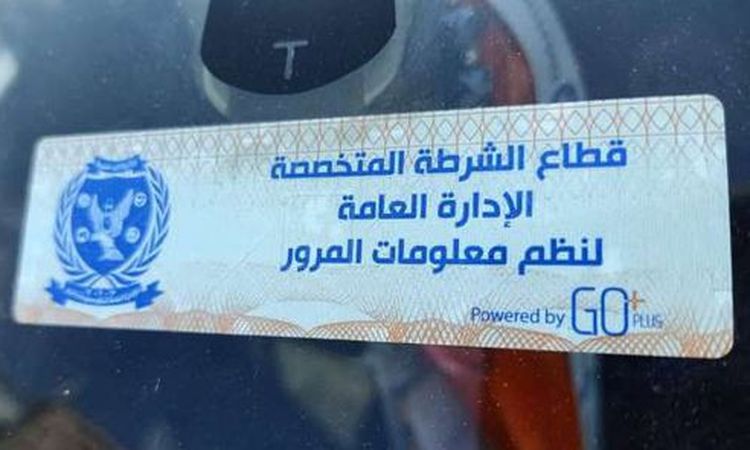 T
قطاع الشرطة المتخصصة
الإدارة العامة
لنظم معلومات المرور
Powered by GO+ PLUS